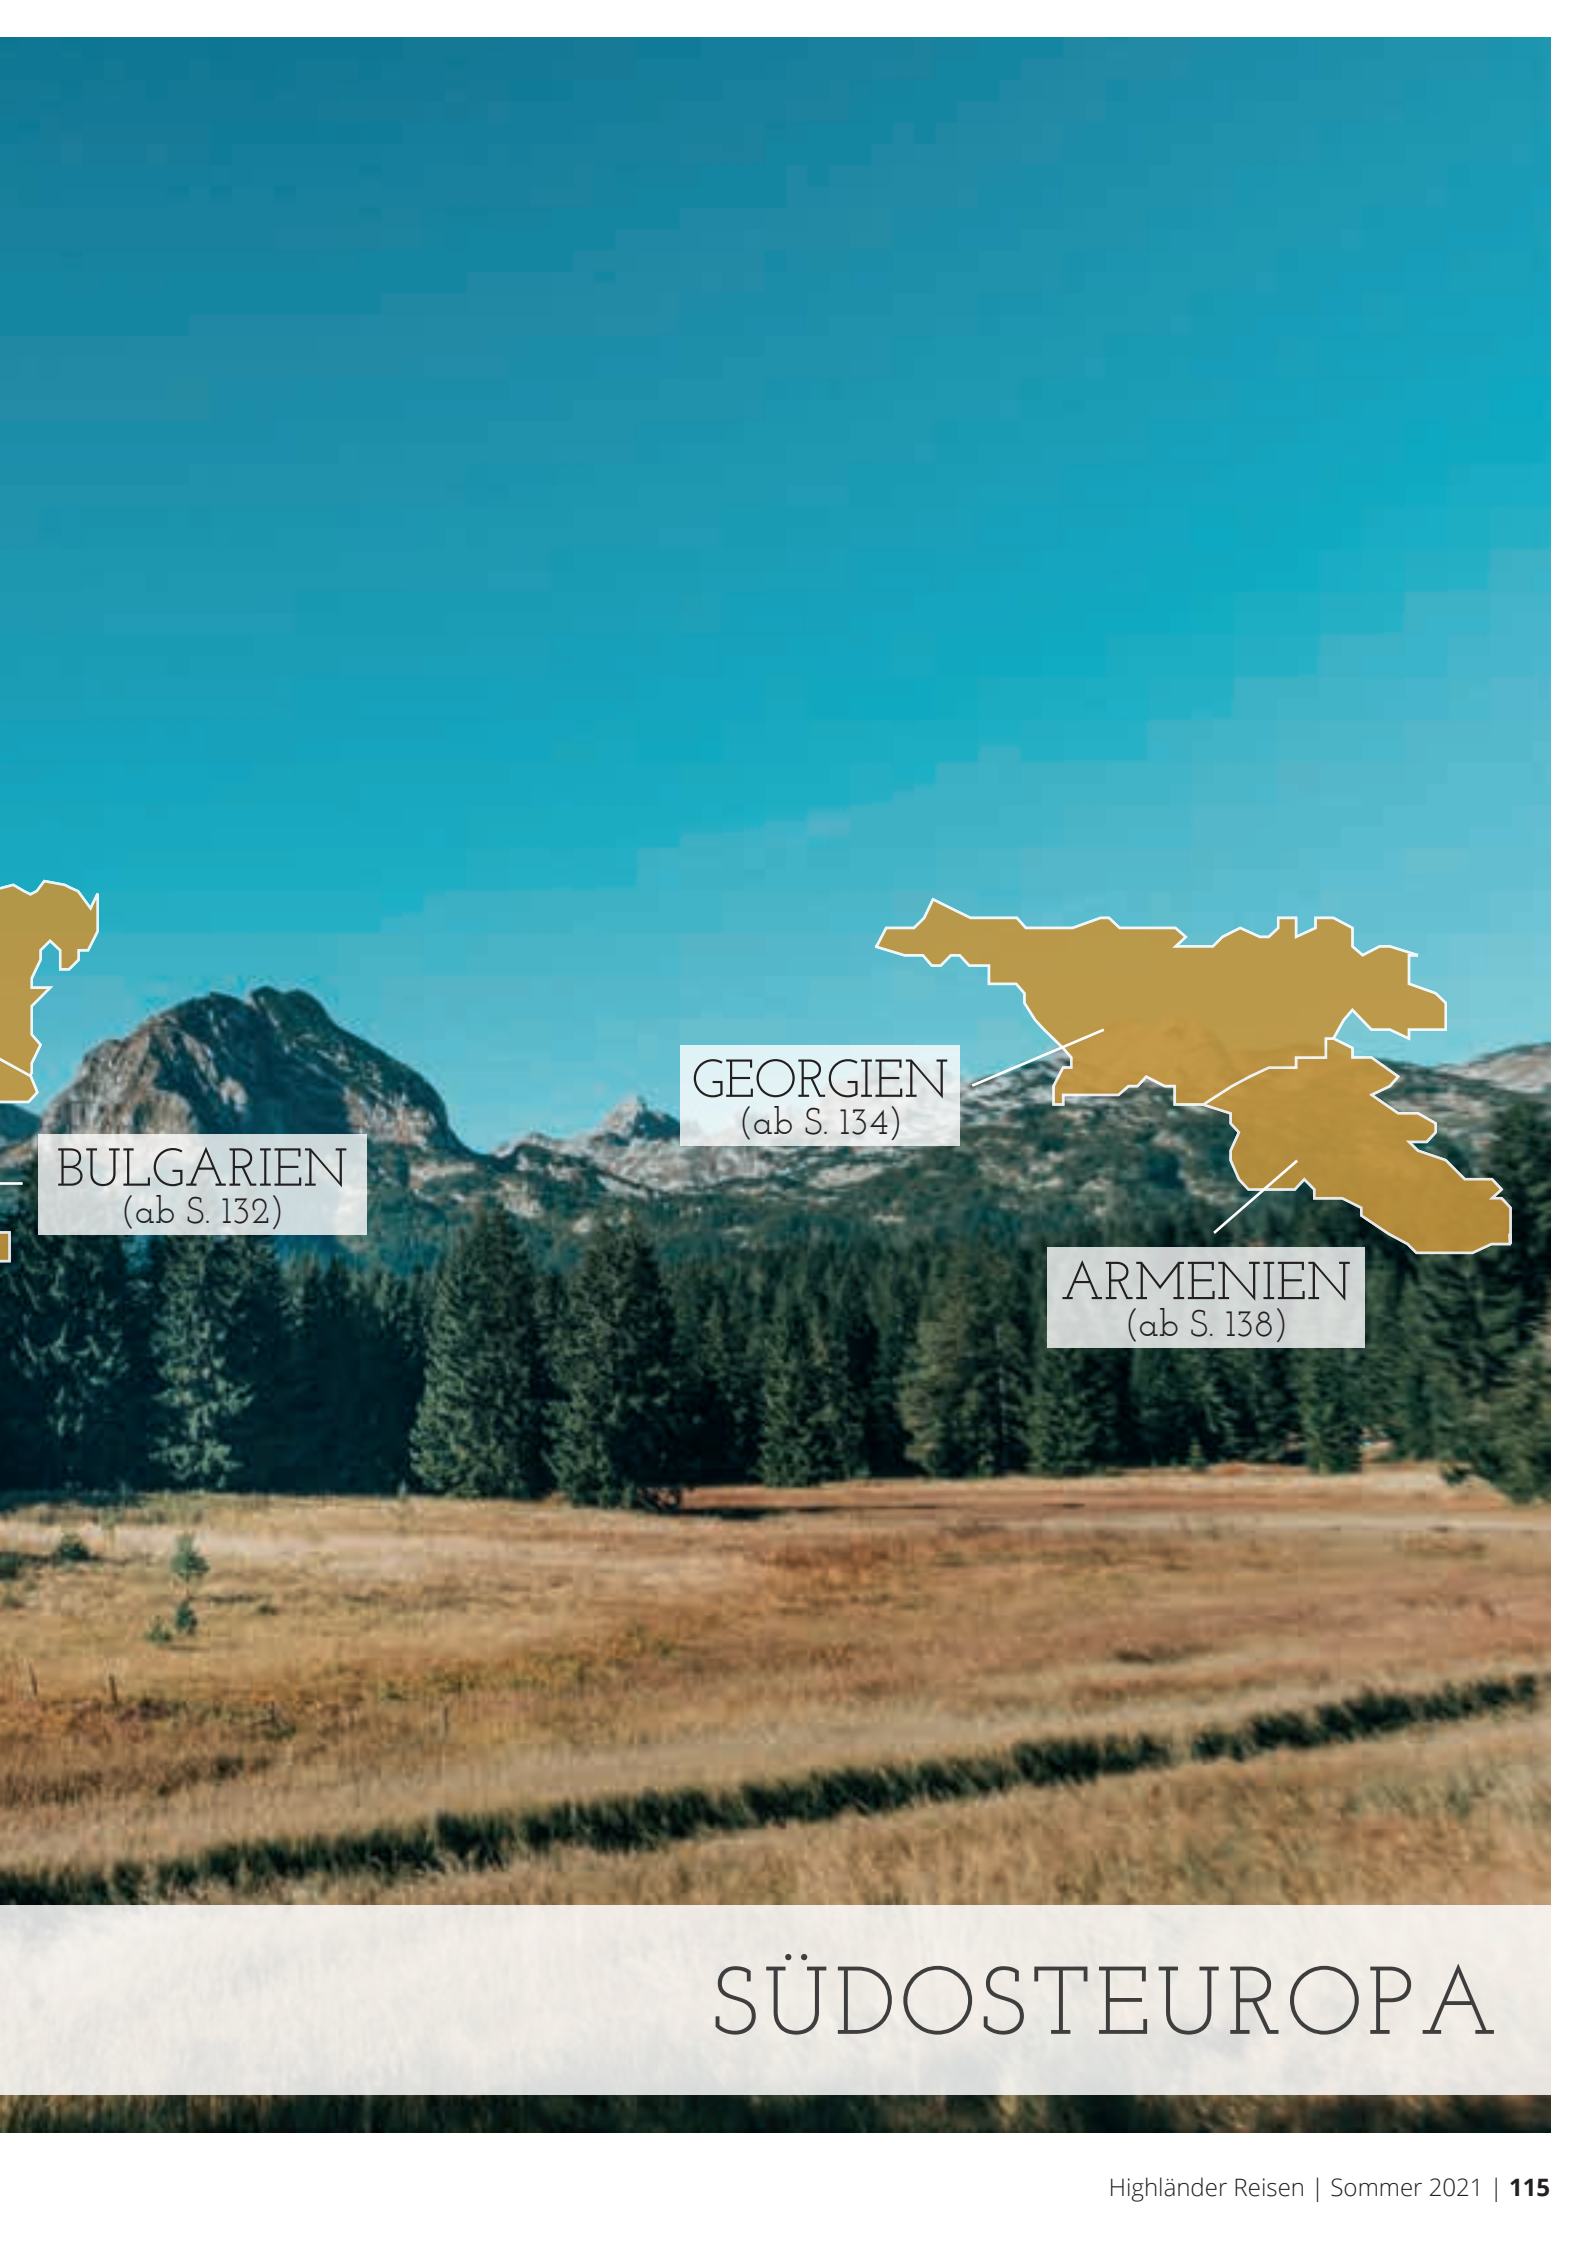 GEORGIEN
(ab S. 134)
BULGARIEN
(ab S. 132)
ARMENIEN
(ab S. 138)
SÜDOSTEUROPA
Highländer Reisen | Sommer 2021 | 115